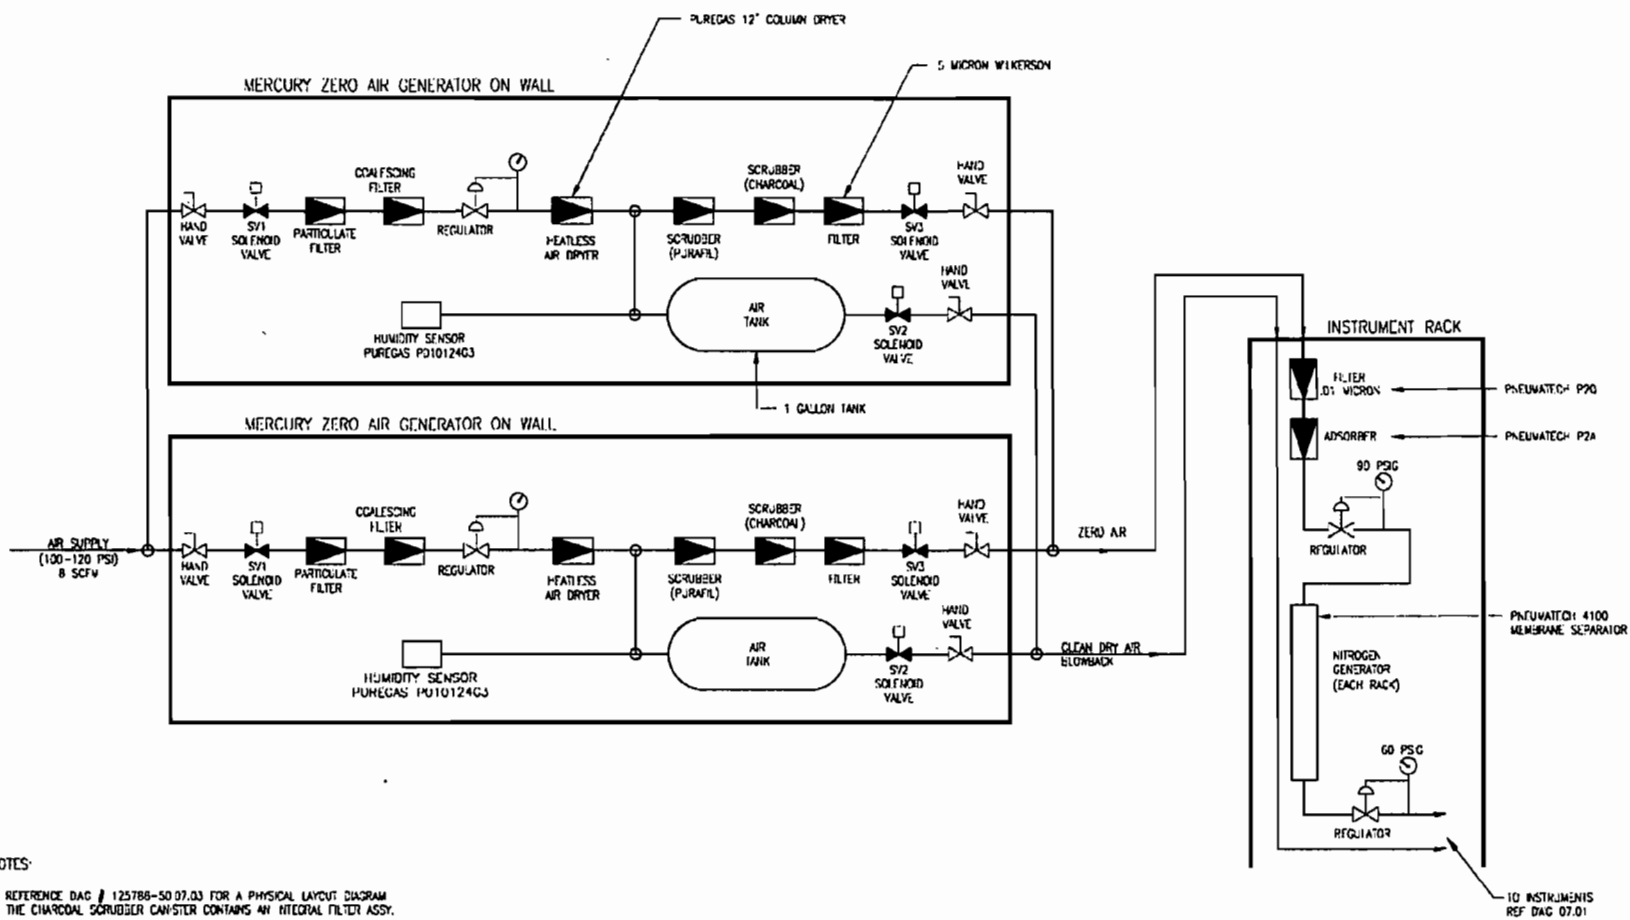 PUREGAS 12" COLUMN DRYER
5 MICRON WILKERSON
MERCURY ZERO AIR GENERATOR ON WALL
HAND
VALVE
SV1
SOLENOID
VALVE
PARTICULATE
FILTER
COALESCING
FILTER
REGULATOR
HEATLESS
AIR DRYER
SCRUBBER
(PURAFIL)
SCRUBBER
(CHARCOAL)
FILTER
SV3
SOLENOID
VALVE
HAND
VALVE
HUMIDITY SENSOR
PUREGAS P01012403
AIR
TANK
SV2
SOLENOID
VALVE
HAND
VALVE
1 GALLON TANK
MERCURY ZERO AIR GENERATOR ON WALL
AIR SUPPLY
(100-120 PSI)
8 SCFM
HAND
VALVE
SV1
SOLENOID
VALVE
PARTICULATE
FILTER
COALESCING
FILTER
REGULATOR
HEATLESS
AIR DRYER
SCRUBBER
(PURAFIL)
SCRUBBER
(CHARCOAL)
FILTER
SV3
SOLENOID
VALVE
HAND
VALVE
HUMIDITY SENSOR
PUREGAS
AIR
TANK
SV2
SOLENOID
VALVE
HAND
VALVE
ZERO AIR
CLEAN DRY AIR
BLOWBACK
INSTRUMENT RACK
FILTER
.01 MICRON
PNEUMATECH P20
ADSORBER
PNEUMATECH P2A
90 PSIG
REGULATOR
PNEUMATECH 4100
MEMBRANE SEPARATOR
NITROGEN
GENERATOR
(EACH RACK)
60 PSIG
REGULATOR
TO INSTRUMENTS
REF DWG 07.01
OTES:
REFERENCE DWG # 125788-50 07.03 FOR A PHYSICAL LAYOUT DIAGRAM
THE CHARCOAL SCRUBBER CANISTER CONTAINS AN INTEGRAL FILTER ASSY.